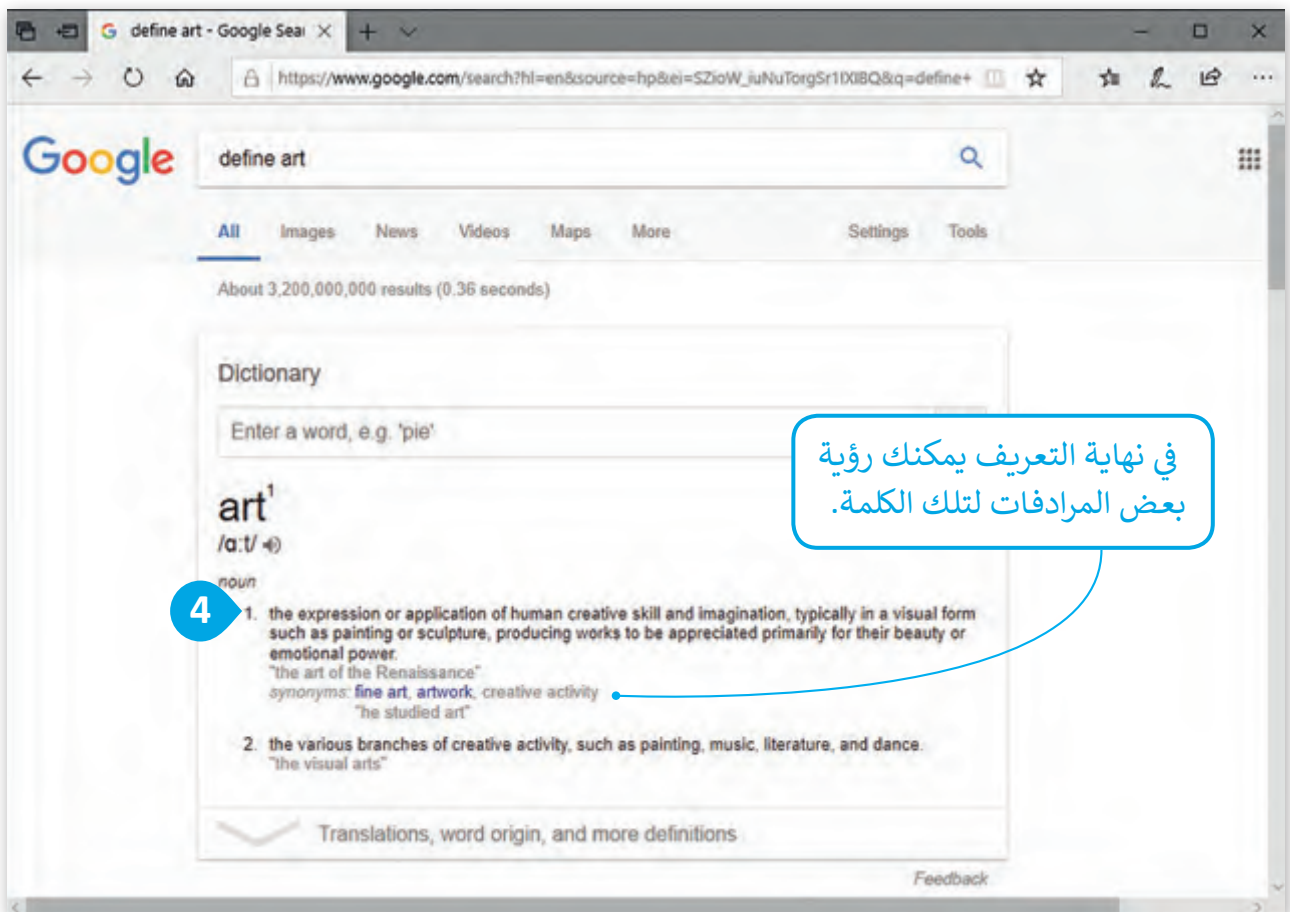 define art - Google Sear
https://www.google.com/search?hl=en&source=hp&ei=SZioW_iuNuTorgSr1IXIBQ&q=define+
Google
define art
All Images News Videos Maps More Settings Tools
About 3,200,000,000 results (0.36 seconds)
Dictionary
Enter a word, e.g. 'pie'
في نهاية التعريف يمكنك رؤية
بعض المرادفات لتلك الكلمة.
art¹
/ɑːt/
noun
4
1. the expression or application of human creative skill and imagination, typically in a visual form
such as painting or sculpture, producing works to be appreciated primarily for their beauty or
emotional power.
"the art of the Renaissance"
synonyms: fine art, artwork, creative activity
"he studied art"
2. the various branches of creative activity, such as painting, music, literature, and dance.
"the visual arts"
Translations, word origin, and more definitions
Feedback